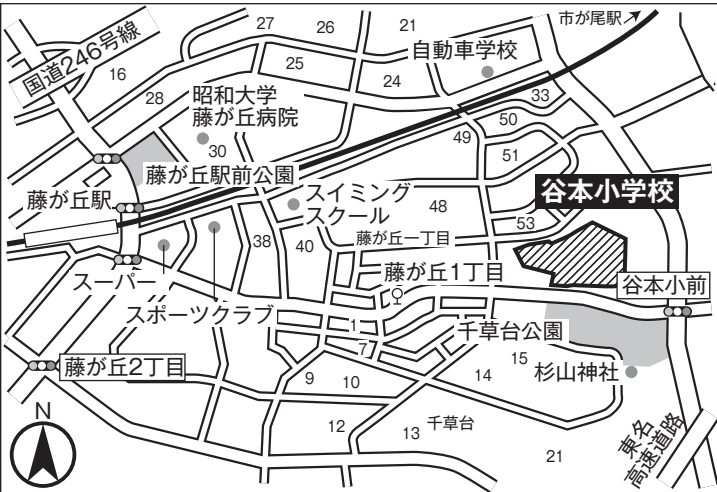 27
26
21
市が尾駅
国道246号線
自動車学校
16
25
24
28
昭和大学
藤が丘病院
33
50
49
30
51
藤が丘駅前公園
谷本小学校
藤が丘駅
スイミング
スクール
48
53
38
40
藤が丘一丁目
スーパー
藤が丘1丁目
谷本小前
スポーツクラブ
1
千草台公園
7
藤が丘2丁目
15
杉山神社
9
10
14
N
12
13
千草台
21
東名
高速道路